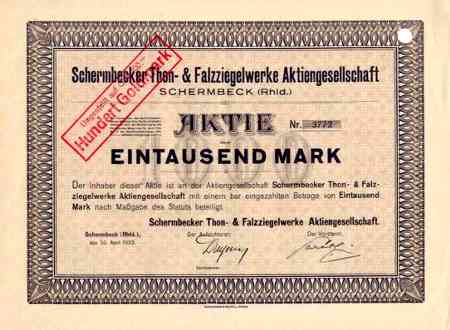 Schermbecker Thon- & Falzziegelwerke Aktiengesellschaft
SCHERMBECK (Rhld.)
Hundert Goldmark
AKTIE Nr. 3772
1000
EINTAUSEND MARK
Der Inhaber dieser Aktie ist an der Aktiengesellschaft Schermbecker Thon- & Falz-
ziegelwerke Aktiengesellschaft mit einem bar eingezahlten Betrage von Eintausend
Mark nach Maßgabe des Statuts beteiligt.
Schermbecker Thon- & Falzziegelwerke Aktiengesellschaft.
Schermbeck (Rhld.), Der Aufsichtsrat: Der Vorstand: